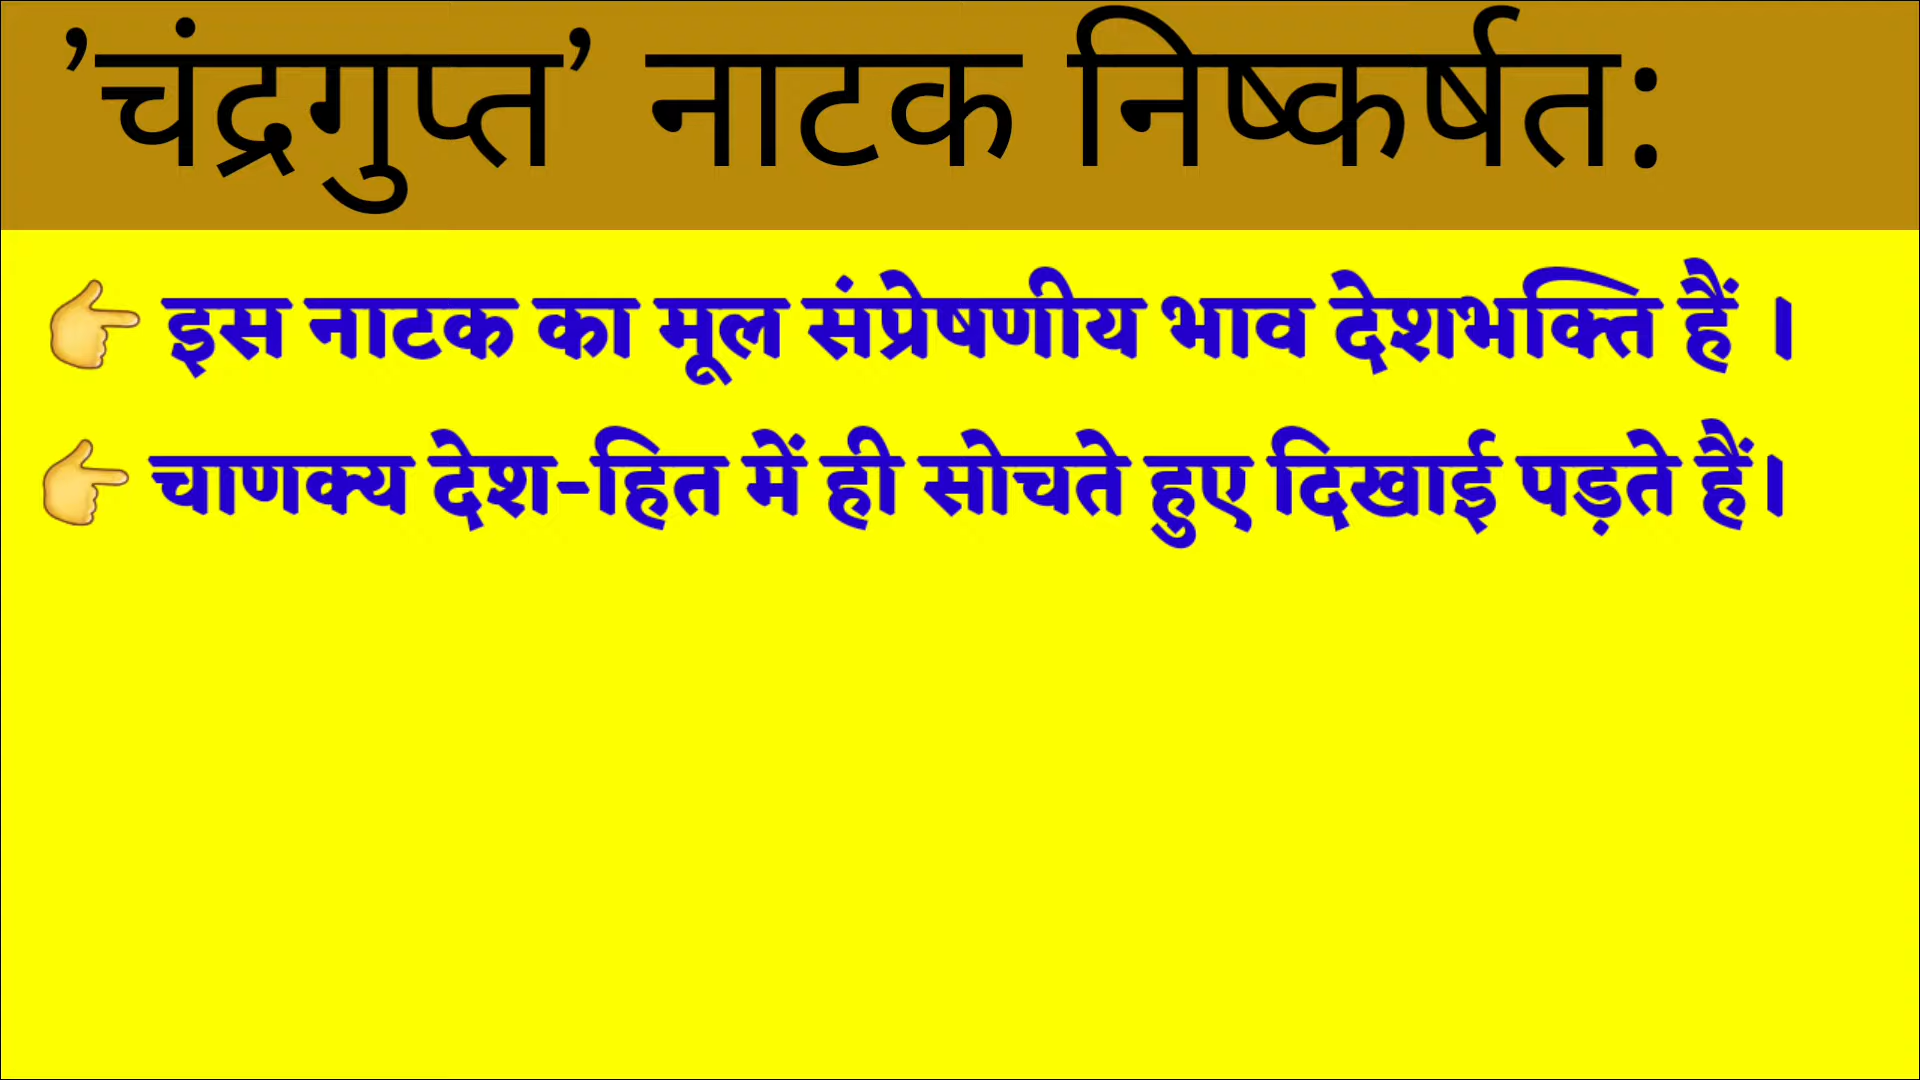 ’चंद्रगुप्त’ नाटक निष्कर्षत:
👉 इस नाटक का मूल संप्रेषणीय भाव देशभक्ति हैं ।
👉 चाणक्य देश-हित में ही सोचते हुए दिखाई पड़ते हैं।